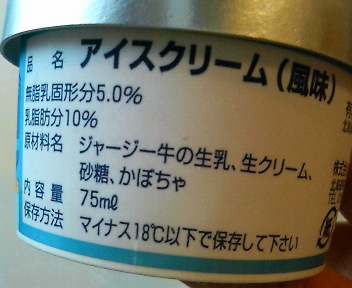 品名 アイスクリーム(風味)
無脂乳固形分5.0%
乳脂肪分10%
原材料名 ジャージー牛の生乳、生クリーム、
砂糖、かぼちゃ
内容量 75mℓ
保存方法 マイナス18℃以下で保存して下さい